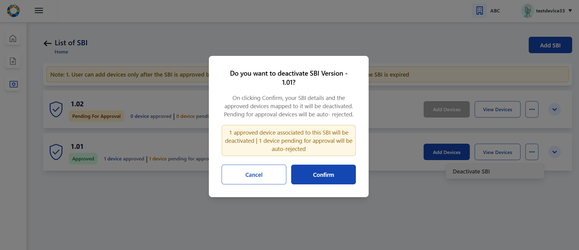 ABC
testdevice33
List of SBI
Home
Add SBI
Note: 1. User can add devices only after the SBI is approved b
SBI is expired
Do you want to deactivate SBI Version -
1.01?
On clicking Confirm, your SBI details and the
approved devices mapped to it will be deactivated.
Pending for approval devices will be auto- rejected.
1 approved device associated to this SBI will be
deactivated | 1 device pending for approval will be
auto-rejected
Cancel
Confirm
1.02
Pending For Approval
0 device approved | 0 device
Add Devices
View Devices
1.01
Approved
1 device approved | 1 device pending for
Add Devices
View Devices
Deactivate SBI